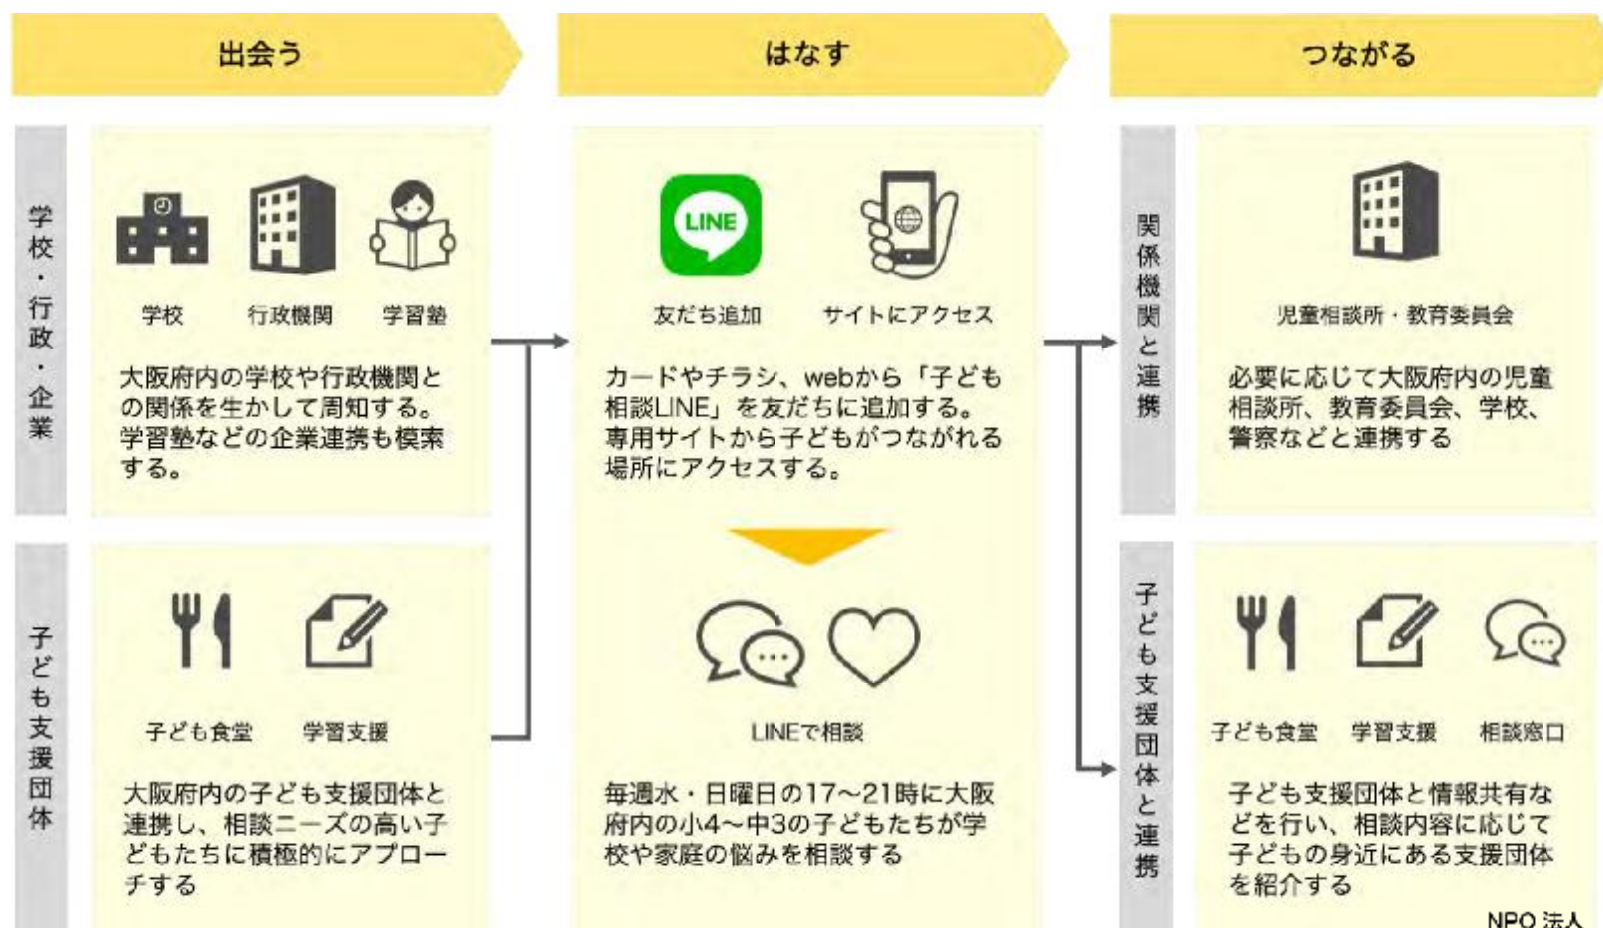 出会う
はなす
つながる
学校・行政・企業
学校
行政機関
学習塾
大阪府内の学校や行政機関と
の関係を生かして周知する。
学習塾などの企業連携も模索
する。
子ども支援団体
子ども食堂
学習支援
大阪府内の子ども支援団体と
連携し、相談ニーズの高い子
どもたちに積極的にアプロー
チする
LINE
友だち追加
サイトにアクセス
カードやチラシ、webから「子ども
相談LINE」を友だちに追加する。
専用サイトから子どもがつながれる
場所にアクセスする。
LINEで相談
毎週水・日曜日の17〜21時に大阪
府内の小4〜中3の子どもたちが学
校や家庭の悩みを相談する
関係機関と連携
児童相談所・教育委員会
必要に応じて大阪府内の児童
相談所、教育委員会、学校、
警察などと連携する
子ども支援団体と連携
子ども食堂
学習支援
相談窓口
子ども支援団体と情報共有な
どを行い、相談内容に応じて
子どもの身近にある支援団体
を紹介する
NPO 法人